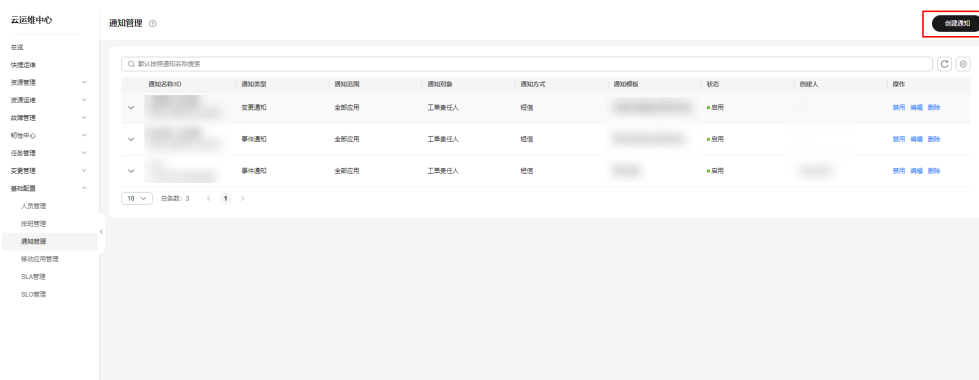 云运维中心
总览
快捷运维
资源管理
资源运维
故障管理
韧性中心
任务管理
变更管理
基础配置
人员管理
排班管理
通知管理
移动应用管理
SLA管理
SLO管理
通知管理
创建通知
默认按照通知名称搜索
通知名称/ID 通知类型 通知范围 通知对象 通知方式 通知模板 状态 创建人 操作
变更通知 全部应用 工单责任人 短信 启用 禁用 编辑 删除
事件通知 全部应用 工单责任人 短信 启用 禁用 编辑 删除
事件通知 全部应用 工单责任人 短信 启用 禁用 编辑 删除
10 总条数: 3 < 1 >